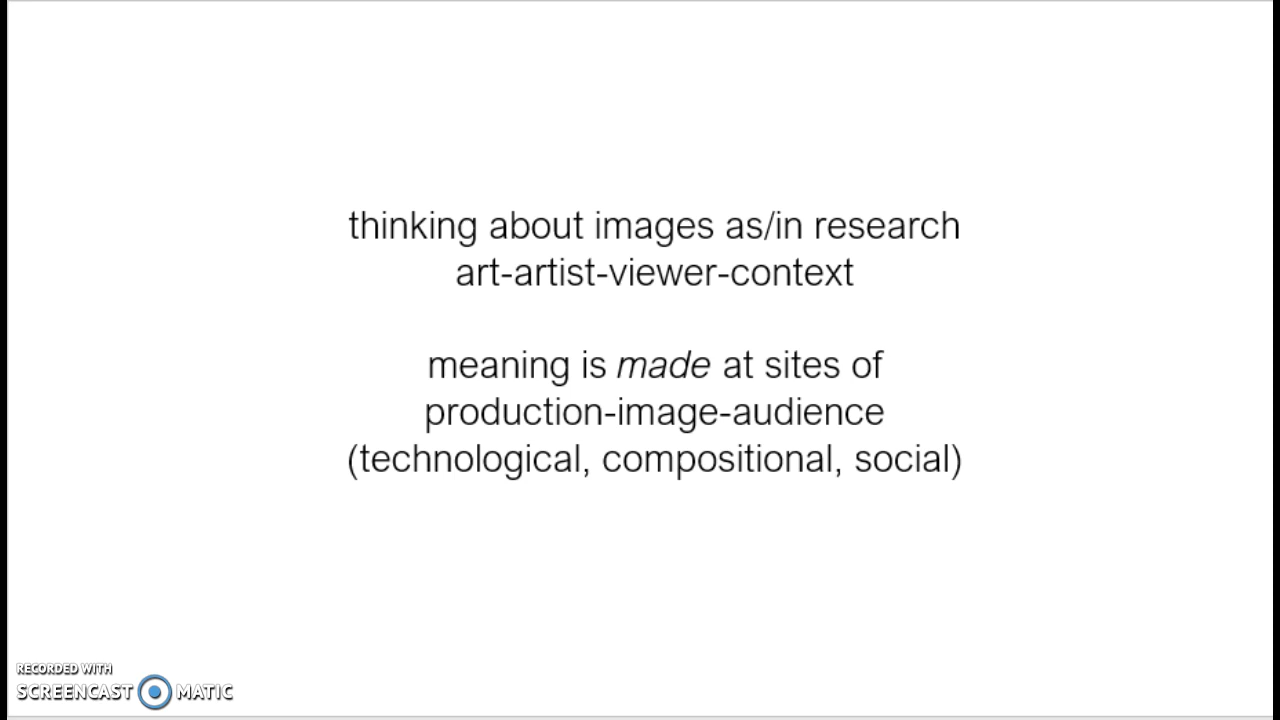 thinking about images as/in research
art-artist-viewer-context
meaning is made at sites of
production-image-audience
(technological, compositional, social)
RECORDED WITH
SCREENCAST MATIC